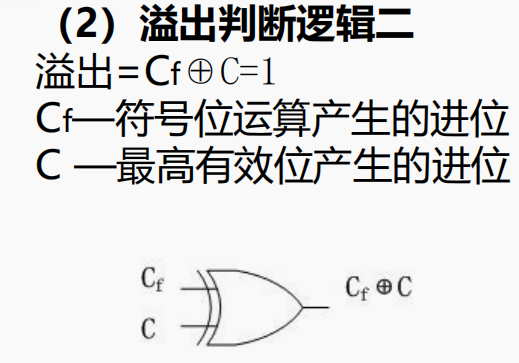 （2）溢出判断逻辑二
溢出=Cf⊕C=1
Cf—符号位运算产生的进位
C —最高有效位产生的进位
Cf
Cf⊕C
C